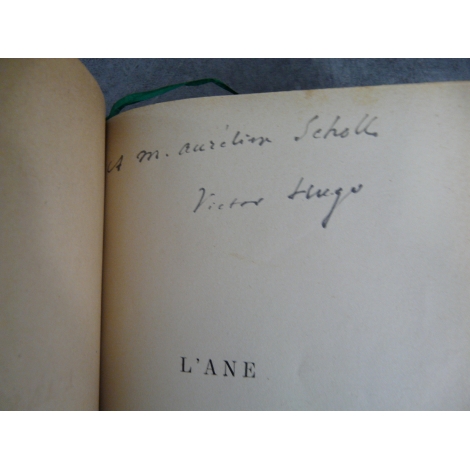 A M. Aurélien Scholl
Victor Hugo
L'ANE